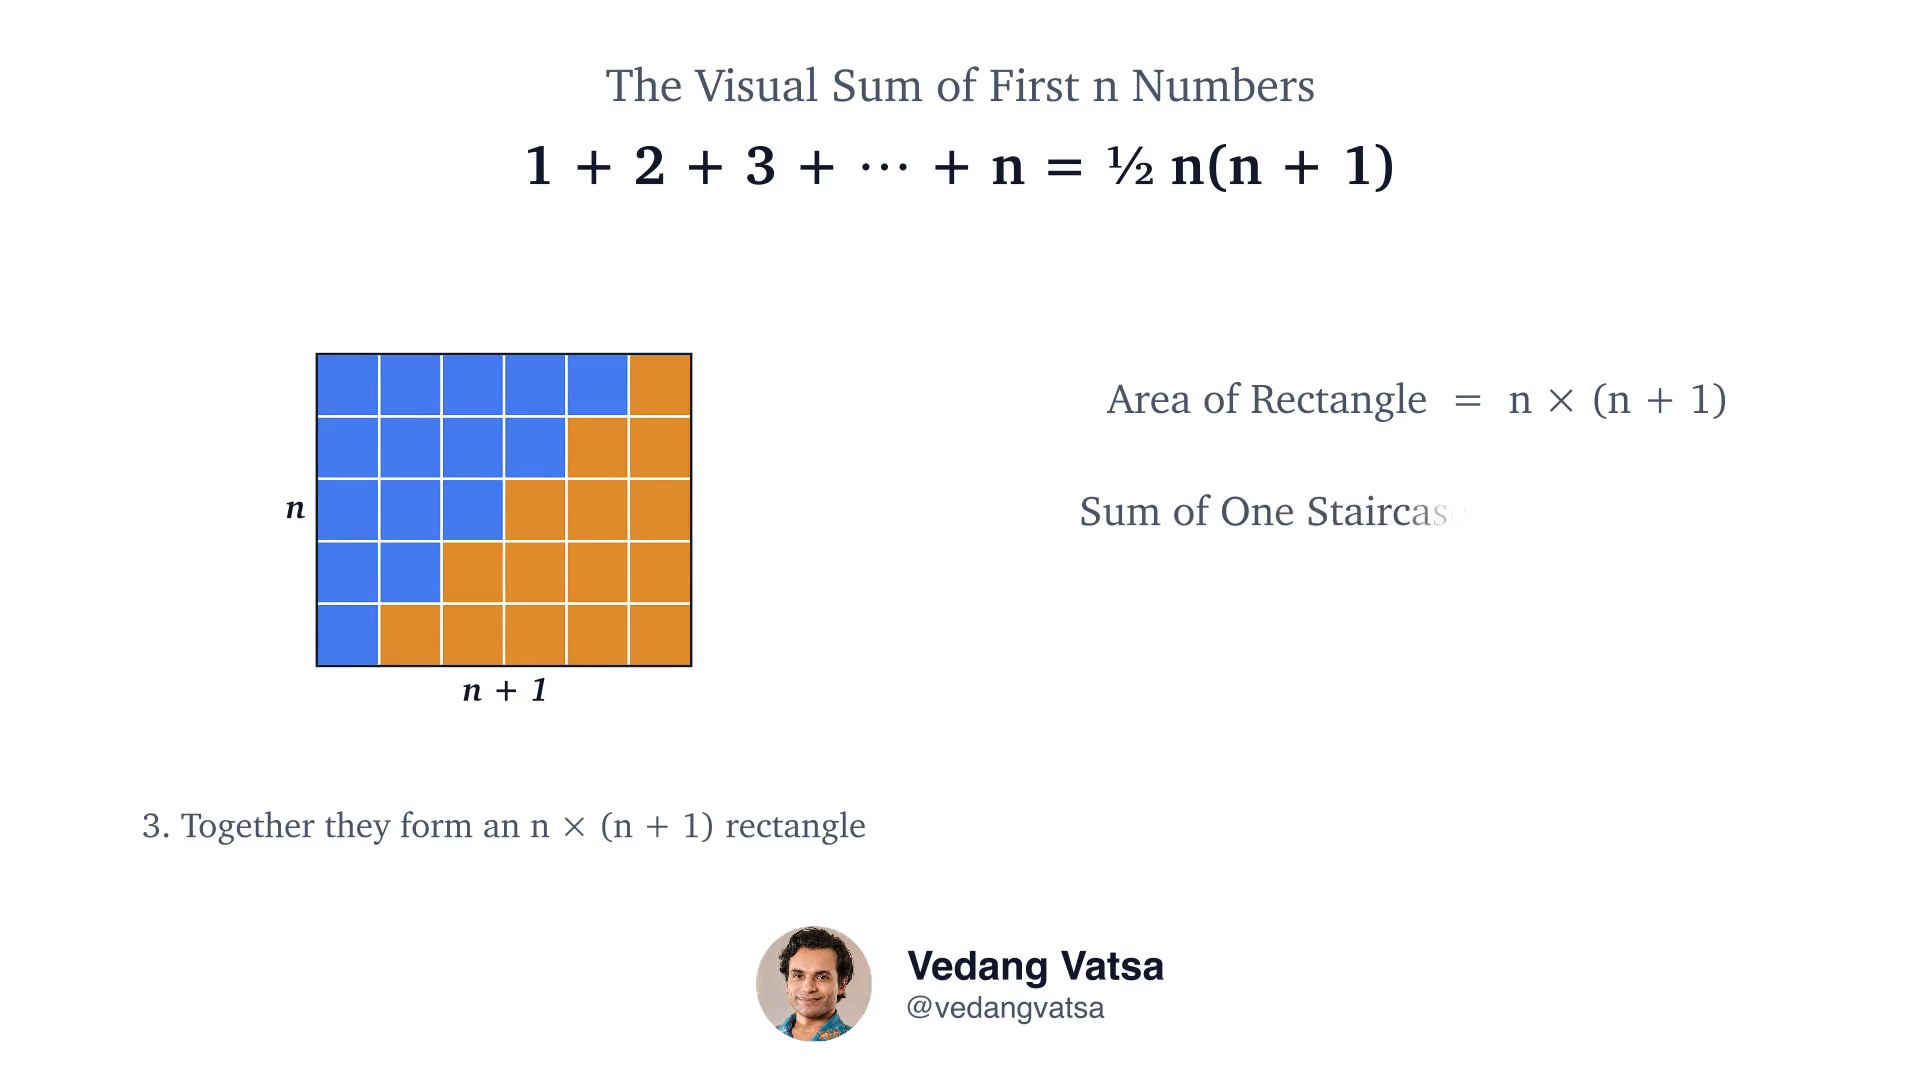 The Visual Sum of First n Numbers
1 + 2 + 3 + ⋯ + n = ½ n(n + 1)
Area of Rectangle = n × (n + 1)
n
Sum of One Staircas
n + 1
3. Together they form an n × (n + 1) rectangle
Vedang Vatsa
@vedangvatsa